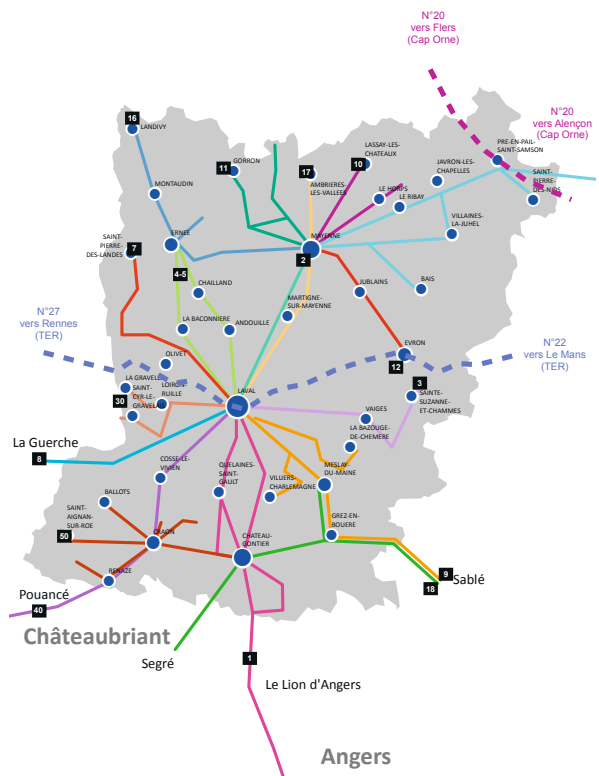 N°20
vers Flers
(Cap Orne)
N°20
vers Alençon
(Cap Orne)
16
LANDIVY
11
GORRON
17
AMBRIERES-
LES-VALLEES
10
LASSAY-LES-
CHATEAUX
JAVRON-LES-
CHAPELLES
PRE-EN-PAIL-
SAINT-SAMSON
SAINT-
PIERRE-
DES-NIDS
MONTAUDIN
LE HORPS
LE RIBAY
SAINT-
PIERRE-
DES-LANDES
7
ERNEE
MAYENNE
2
VILLAINES-
LA-JUHEL
4-5
CHAILLAND
JUBLAINS
BAIS
MARTIGNE-
SUR-MAYENNE
N°27
vers Rennes
(TER)
LA BACONNIERE
ANDOUILLE
OLIVET
EVRON
12
N°22
vers Le Mans
(TER)
LA GRAVELLE
SAINT-
CYR-LE-
GRAVELAIS
30
LOIRON-
RUILLE
LAVAL
3
SAINTE-
SUZANNE-
ET-CHAMMES
VAIGES
LA BAZOUGE-
DE-CHEMERE
La Guerche
8
COSSE-LE-
VIVIEN
QUELAINES-
SAINT-
GAULT
VILLIERS-
CHARLEMAGNE
MESLAY-
DU-MAINE
BALLOTS
SAINT-
AIGNAN-
SUR-ROE
50
CRAON
CHATEAU-
GONTIER
GREZ-EN-
BOUERE
RENAZE
9
18
Sablé
Pouancé
40
Châteaubriant
Segré
1
Le Lion d'Angers
Angers